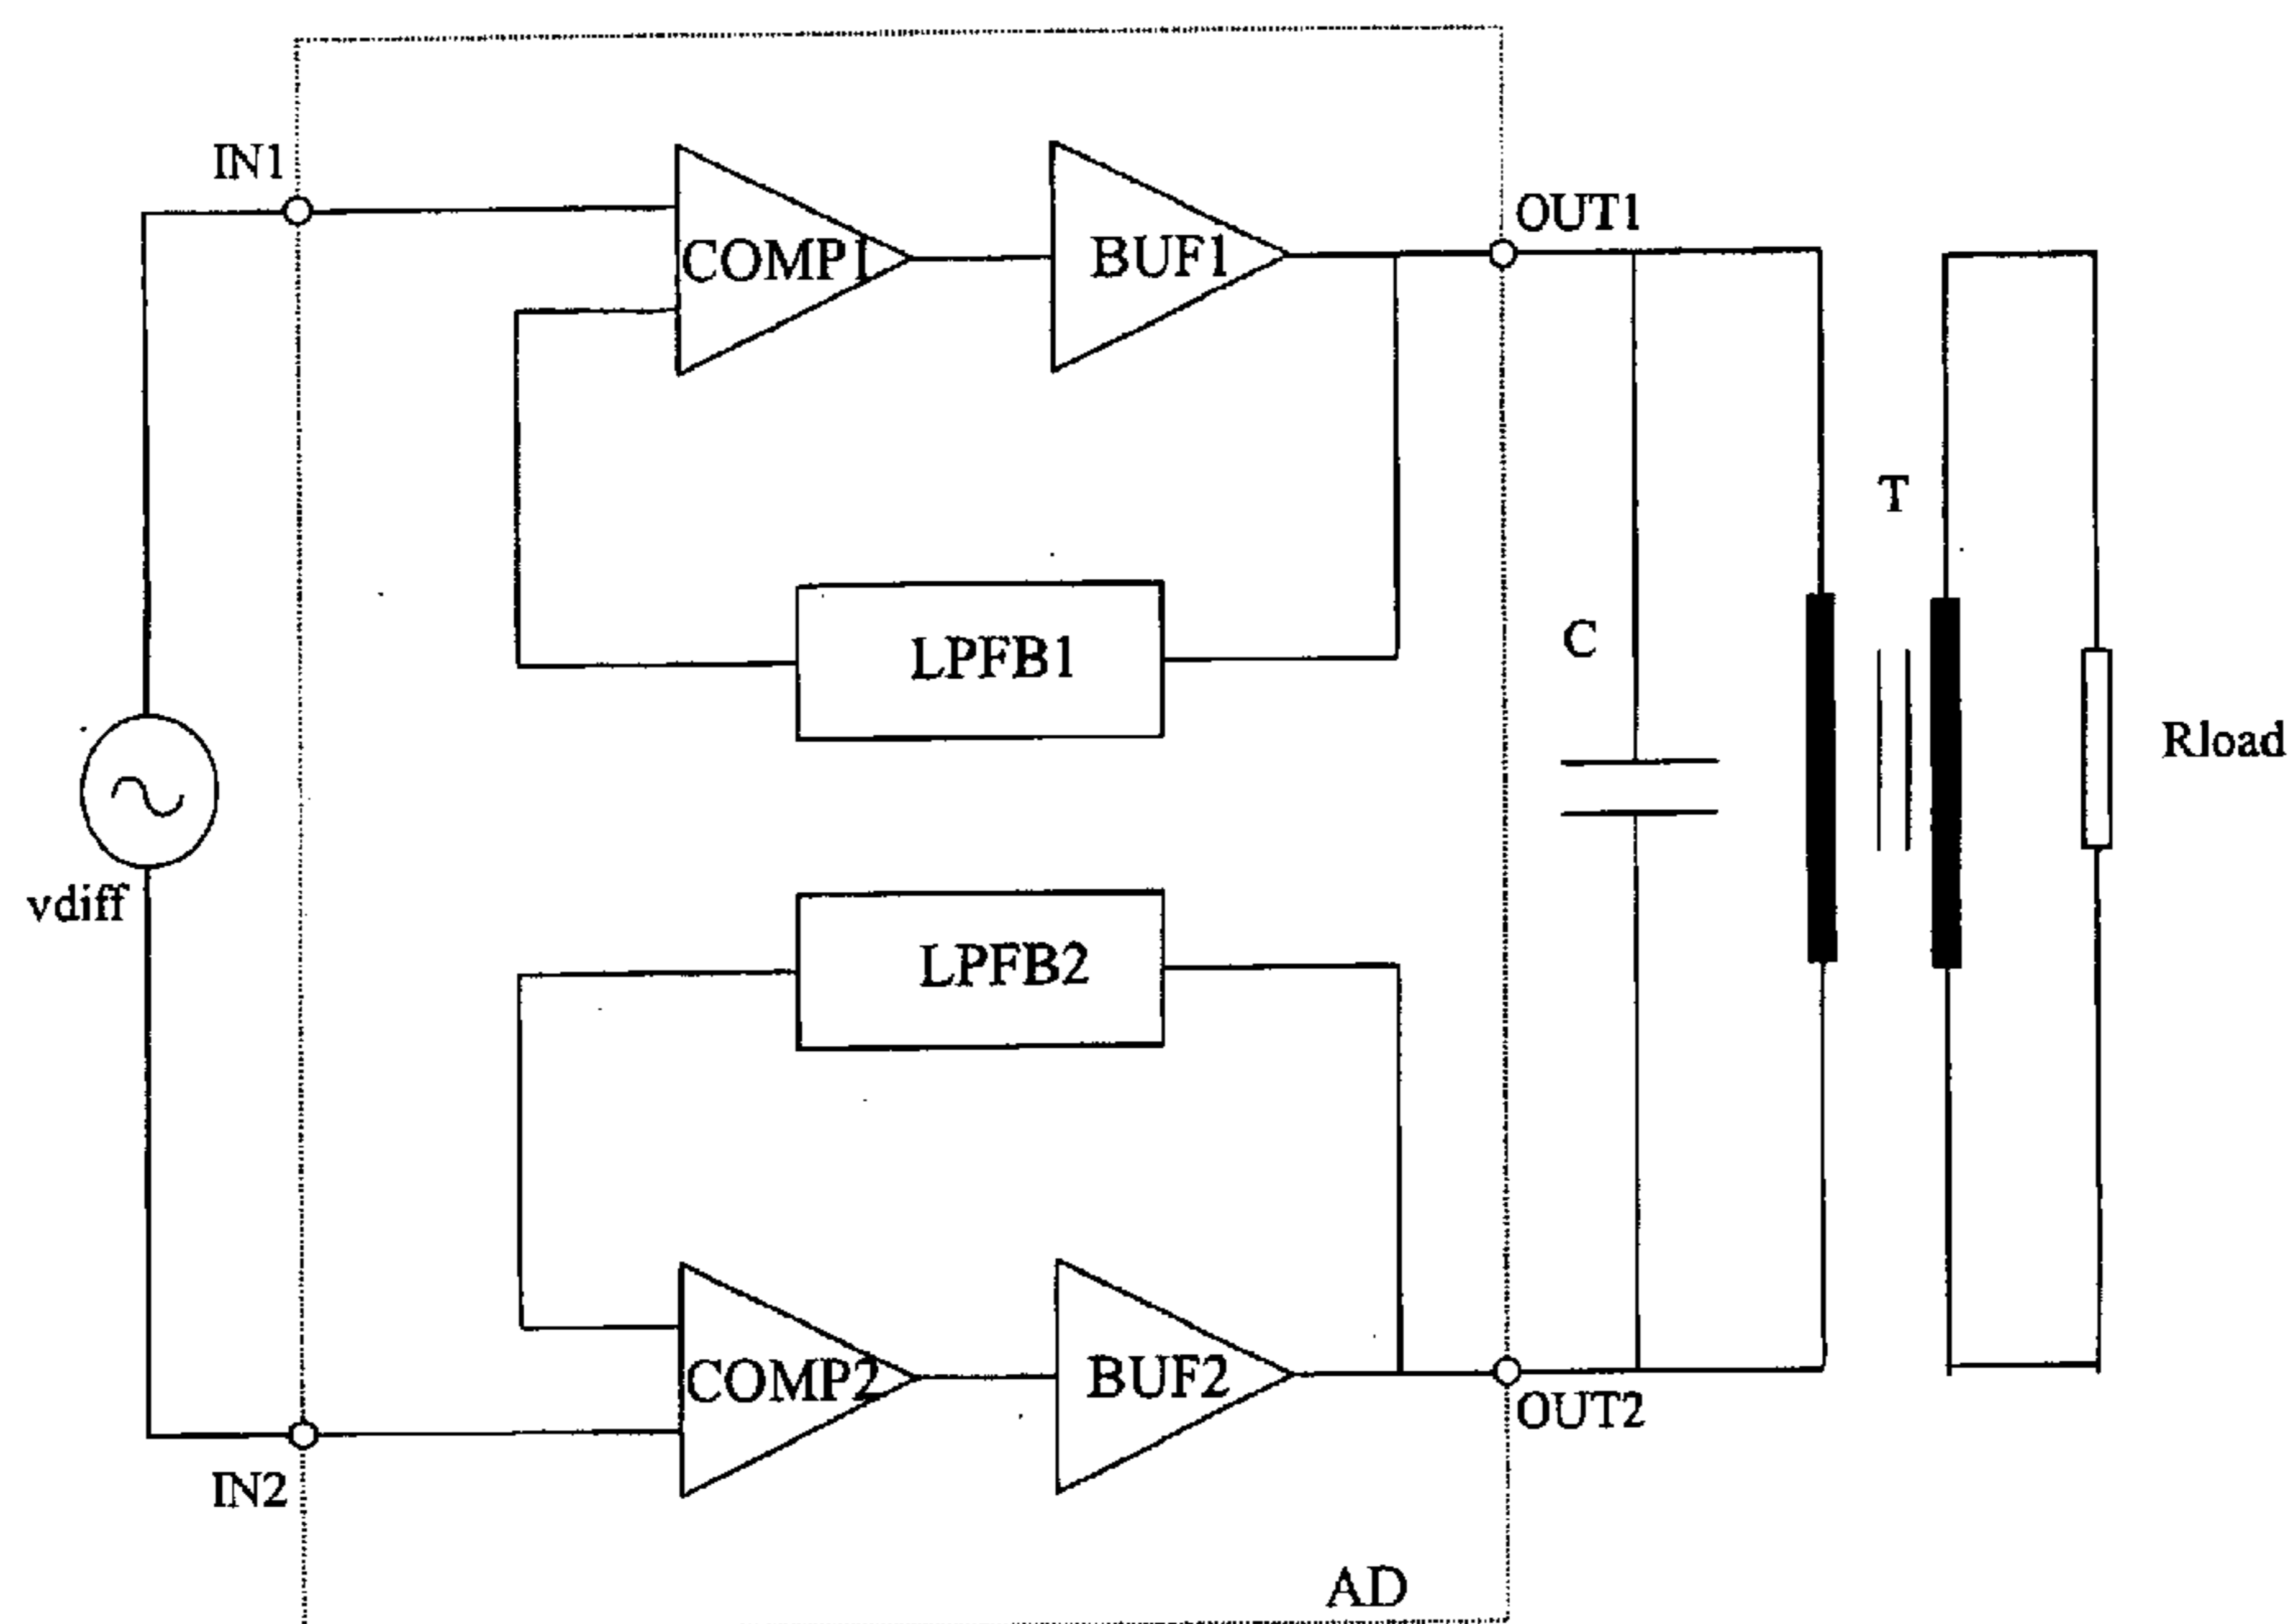 IN1
COMP1
BUF1
OUT1
T
LPFB1
C
Rload
vdiff
LPFB2
COMP2
BUF2
OUT2
IN2
AD